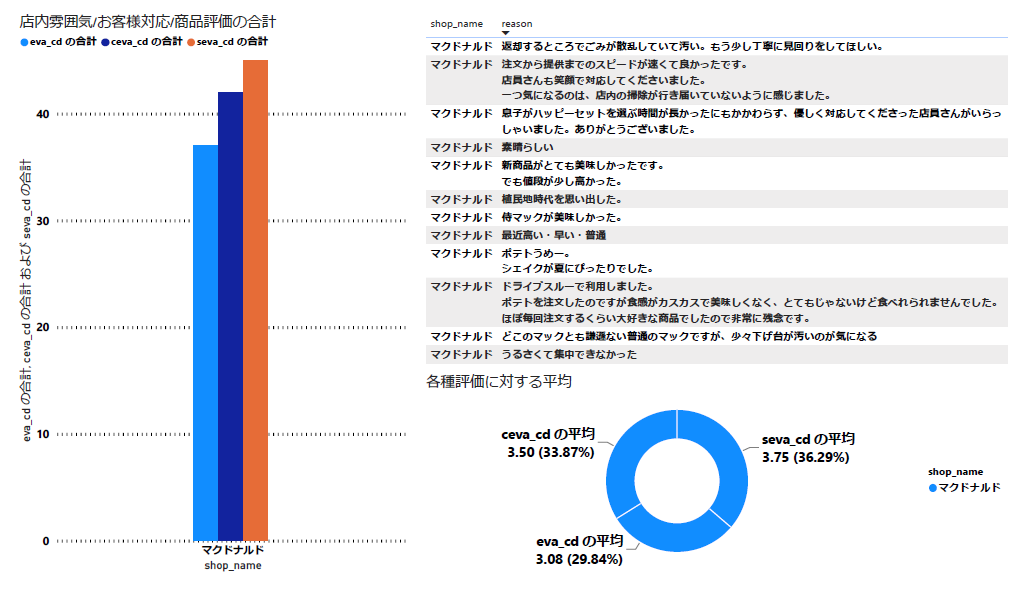 店内雰囲気/お客様対応/商品評価の合計
eva_cd の合計 ceva_cd の合計 seva_cd の合計
eva_cd の合計, ceva_cd の合計 および seva_cd の合計
40
30
20
10
0
マクドナルド
shop_name
shop_name reason
マクドナルド 返却するところでごみが散乱していて汚い。もう少し丁寧に見回りをしてほしい。
マクドナルド 注文から提供までのスピードが速くて良かったです。
店員さんも笑顔で対応してくださいました。
一つ気になるのは、店内の掃除が行き届いていないように感じました。
マクドナルド 息子がハッピーセットを選ぶ時間が長かったにもかかわらず、優しく対応してくださった店員さんがいらっ
しゃいました。ありがとうございました。
マクドナルド 素晴らしい
マクドナルド 新商品がとても美味しかったです。
でも値段が少し高かった。
マクドナルド 植民地時代を思い出した。
マクドナルド 侍マックが美味しかった。
マクドナルド 最近高い・早い・普通
マクドナルド ポテトうめー。
シェイクが夏にぴったりでした。
マクドナルド ドライブスルーで利用しました。
ポテトを注文したのですが食感がカスカスで美味しくなく、とてもじゃないけど食べれられませんでした。
ほぼ毎回注文するくらい大好きな商品でしたので非常に残念です。
マクドナルド どこのマックとも謙遜ない普通のマックですが、少々下げ台が汚いのが気になる
マクドナルド うるさくて集中できなかった
各種評価に対する平均
ceva_cd の平均
3.50 (33.87%)
seva_cd の平均
3.75 (36.29%)
eva_cd の平均
3.08 (29.84%)
shop_name
マクドナルド